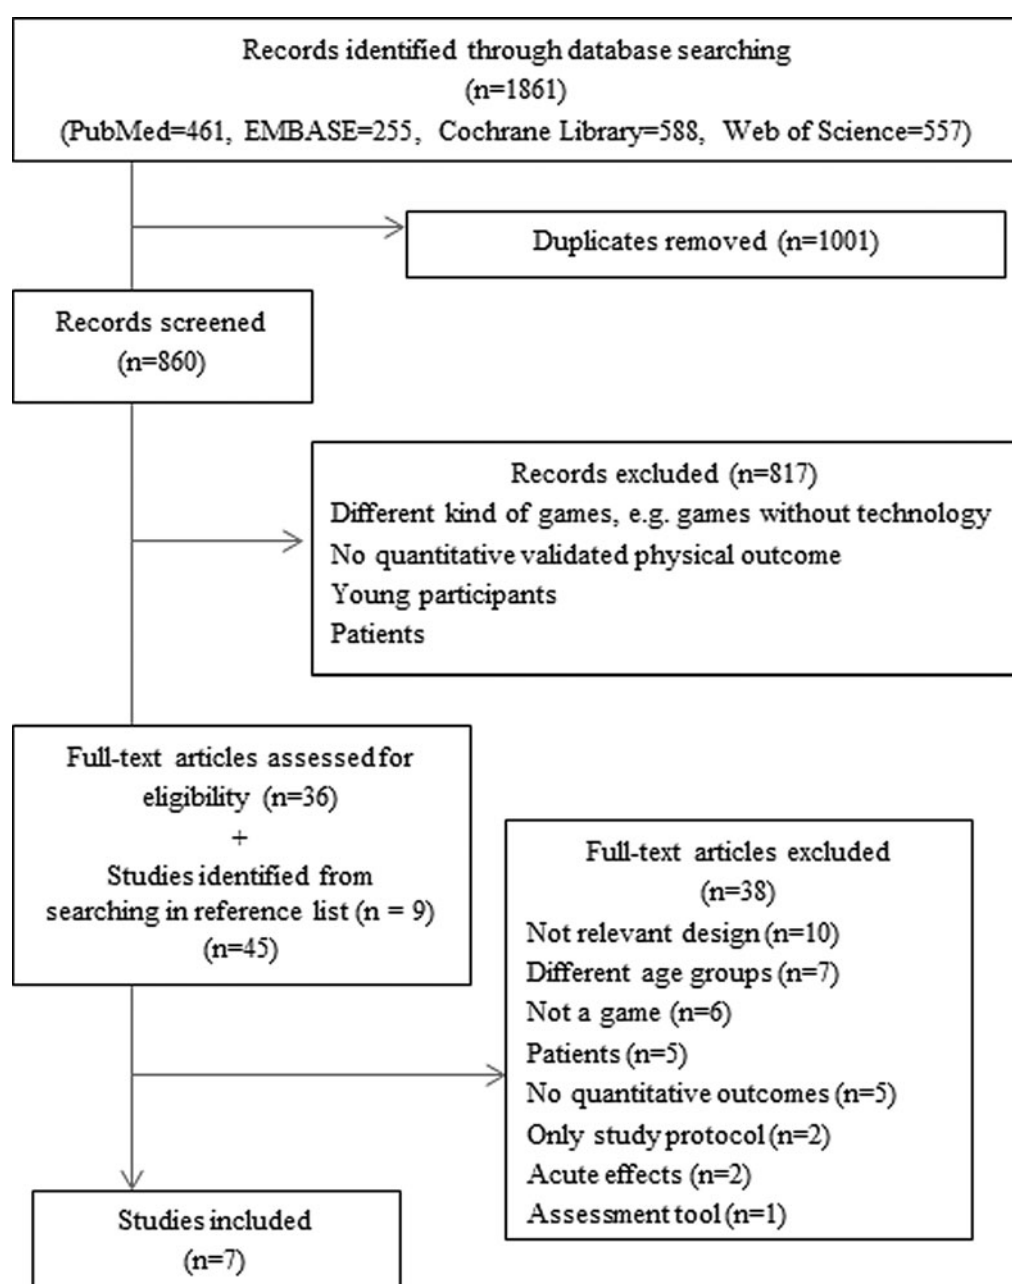 Records identified through database searching
(n=1861)
(PubMed=461, EMBASE=255, Cochrane Library=588, Web of Science=557)
Duplicates removed (n=1001)
Records screened
(n=860)
Records excluded (n=817)
Different kind of games, e.g. games without technology
No quantitative validated physical outcome
Young participants
Patients
Full-text articles assessed for
eligibility (n=36)
+
Studies identified from
searching in reference list (n = 9)
(n=45)
Full-text articles excluded
(n=38)
Not relevant design (n=10)
Different age groups (n=7)
Not a game (n=6)
Patients (n=5)
No quantitative outcomes (n=5)
Only study protocol (n=2)
Acute effects (n=2)
Assessment tool (n=1)
Studies included
(n=7)